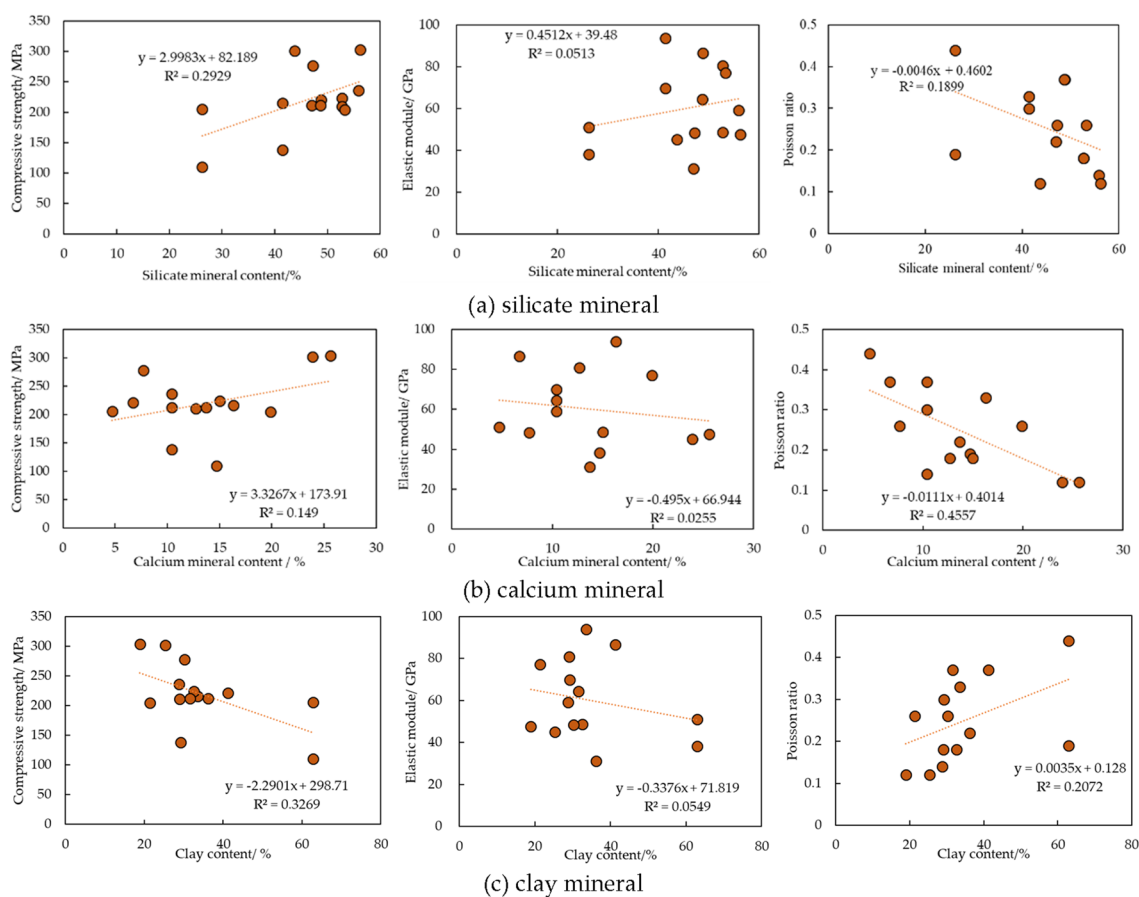 350
300
250
200
150
100
50
0
Compressive strength/ MPa
y = 2.9983x + 82.189
R² = 0.2929
0 10 20 30 40 50 60
Silicate mineral content/%
100
80
60
40
20
0
Elastic module/ GPa
y = 0.4512x + 39.48
R² = 0.0513
0 20 40 60
Silicate mineral content/%
0.5
0.4
0.3
0.2
0.1
0
Poisson ratio
y = -0.0046x + 0.4602
R² = 0.1899
0 20 40 60
Silicate mineral content/ %
(a) silicate mineral
350
300
250
200
150
100
50
0
Compressive strength/ MPa
y = 3.3267x + 173.91
R² = 0.149
0 5 10 15 20 25 30
Calcium mineral content / %
100
80
60
40
20
0
Elastic module/ GPa
y = -0.495x + 66.944
R² = 0.0255
0 10 20 30
Calcium mineral content/ %
0.5
0.4
0.3
0.2
0.1
0
Poisson ratio
y = -0.0111x + 0.4014
R² = 0.4557
0 10 20 30
Calcium mineral content/ %
(b) calcium mineral
350
300
250
200
150
100
50
0
Compressive strength/ MPa
y = -2.2901x + 298.71
R² = 0.3269
0 20 40 60 80
Clay content/ %
100
80
60
40
20
0
Elastic module/ GPa
y = -0.3376x + 71.819
R² = 0.0549
0 20 40 60 80
Clay content/%
0.5
0.4
0.3
0.2
0.1
0
Poisson ratio
y = 0.0035x + 0.128
R² = 0.2072
0 20 40 60 80
Clay content/%
(c) clay mineral